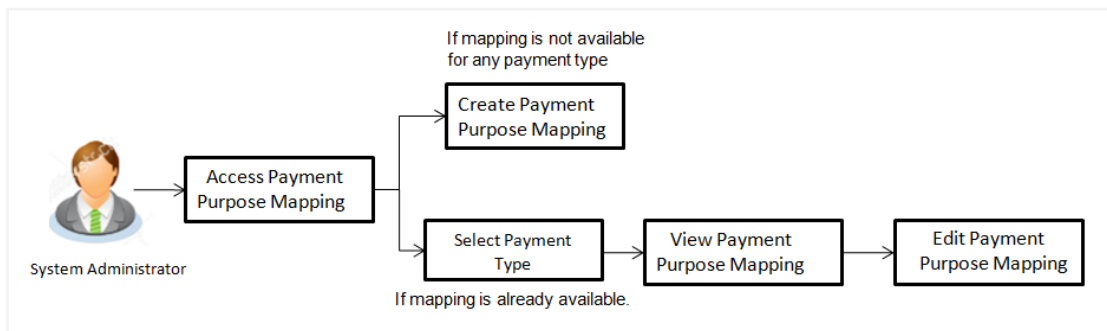 If mapping is not available
for any payment type
Create Payment
Purpose Mapping
Access Payment
Purpose Mapping
System Administrator
Select Payment
Type
View Payment
Purpose Mapping
Edit Payment
Purpose Mapping
If mapping is already available.